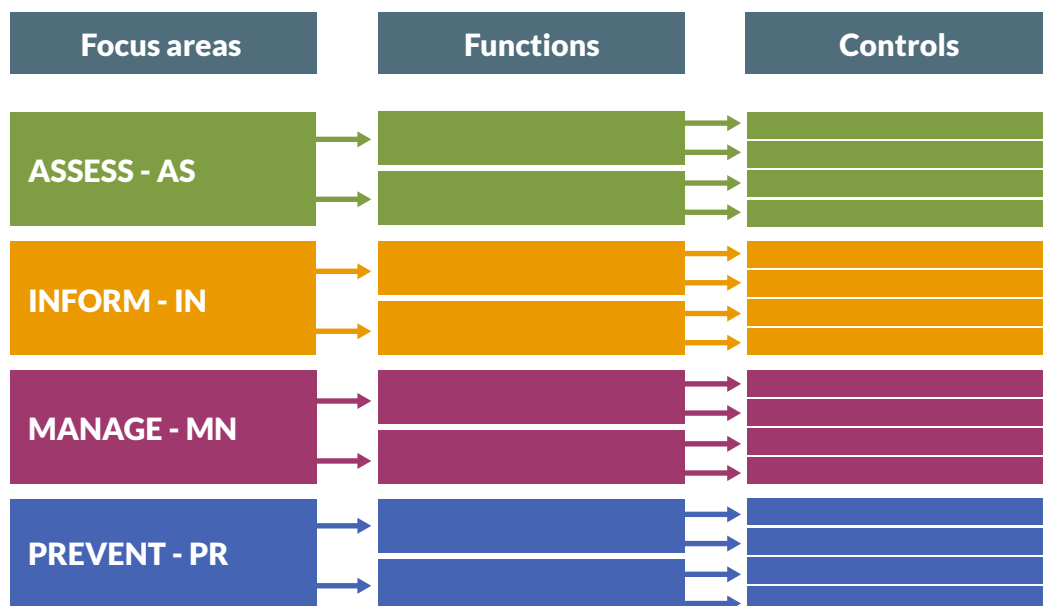 Focus areas
Functions
Controls
ASSESS - AS
INFORM - IN
MANAGE - MN
PREVENT - PR